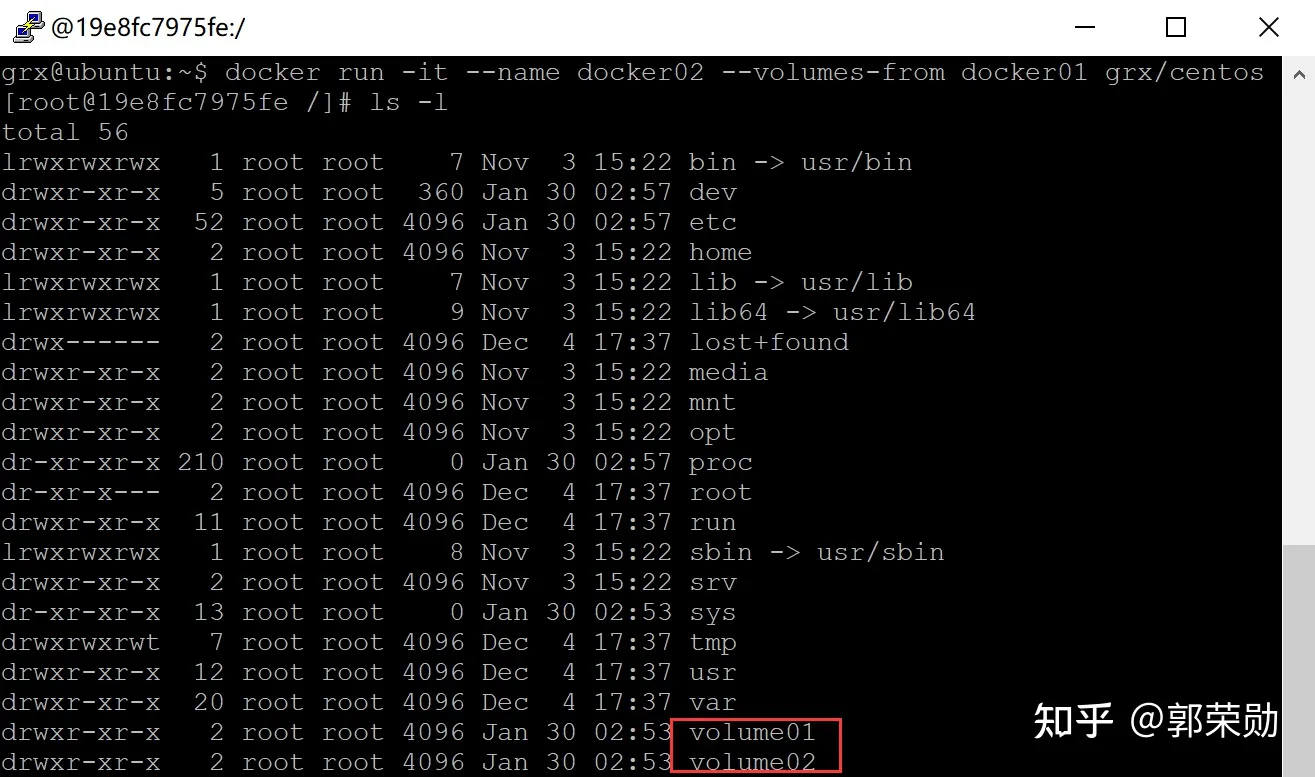 @19e8fc7975fe:/
grx@ubuntu:~$ docker run -it --name docker02 --volumes-from docker01 grx/centos
[root@19e8fc7975fe /]# ls -l
total 56
lrwxrwxrwx   1 root root    7 Nov  3 15:22 bin -> usr/bin
drwxr-xr-x   5 root root  360 Jan 30 02:57 dev
drwxr-xr-x  52 root root 4096 Jan 30 02:57 etc
drwxr-xr-x   2 root root 4096 Nov  3 15:22 home
lrwxrwxrwx   1 root root    7 Nov  3 15:22 lib -> usr/lib
lrwxrwxrwx   1 root root    9 Nov  3 15:22 lib64 -> usr/lib64
drwx------   2 root root 4096 Dec  4 17:37 lost+found
drwxr-xr-x   2 root root 4096 Nov  3 15:22 media
drwxr-xr-x   2 root root 4096 Nov  3 15:22 mnt
drwxr-xr-x   2 root root 4096 Nov  3 15:22 opt
dr-xr-xr-x 210 root root    0 Jan 30 02:57 proc
dr-xr-x---   2 root root 4096 Dec  4 17:37 root
drwxr-xr-x  11 root root 4096 Dec  4 17:37 run
lrwxrwxrwx   1 root root    8 Nov  3 15:22 sbin -> usr/sbin
drwxr-xr-x   2 root root 4096 Nov  3 15:22 srv
dr-xr-xr-x  13 root root    0 Jan 30 02:53 sys
drwxrwxrwt   7 root root 4096 Dec  4 17:37 tmp
drwxr-xr-x  12 root root 4096 Dec  4 17:37 usr
drwxr-xr-x  20 root root 4096 Dec  4 17:37 var
drwxr-xr-x   2 root root 4096 Jan 30 02:53 volume01
drwxr-xr-x   2 root root 4096 Jan 30 02:53 volume02
知乎 @郭荣勋